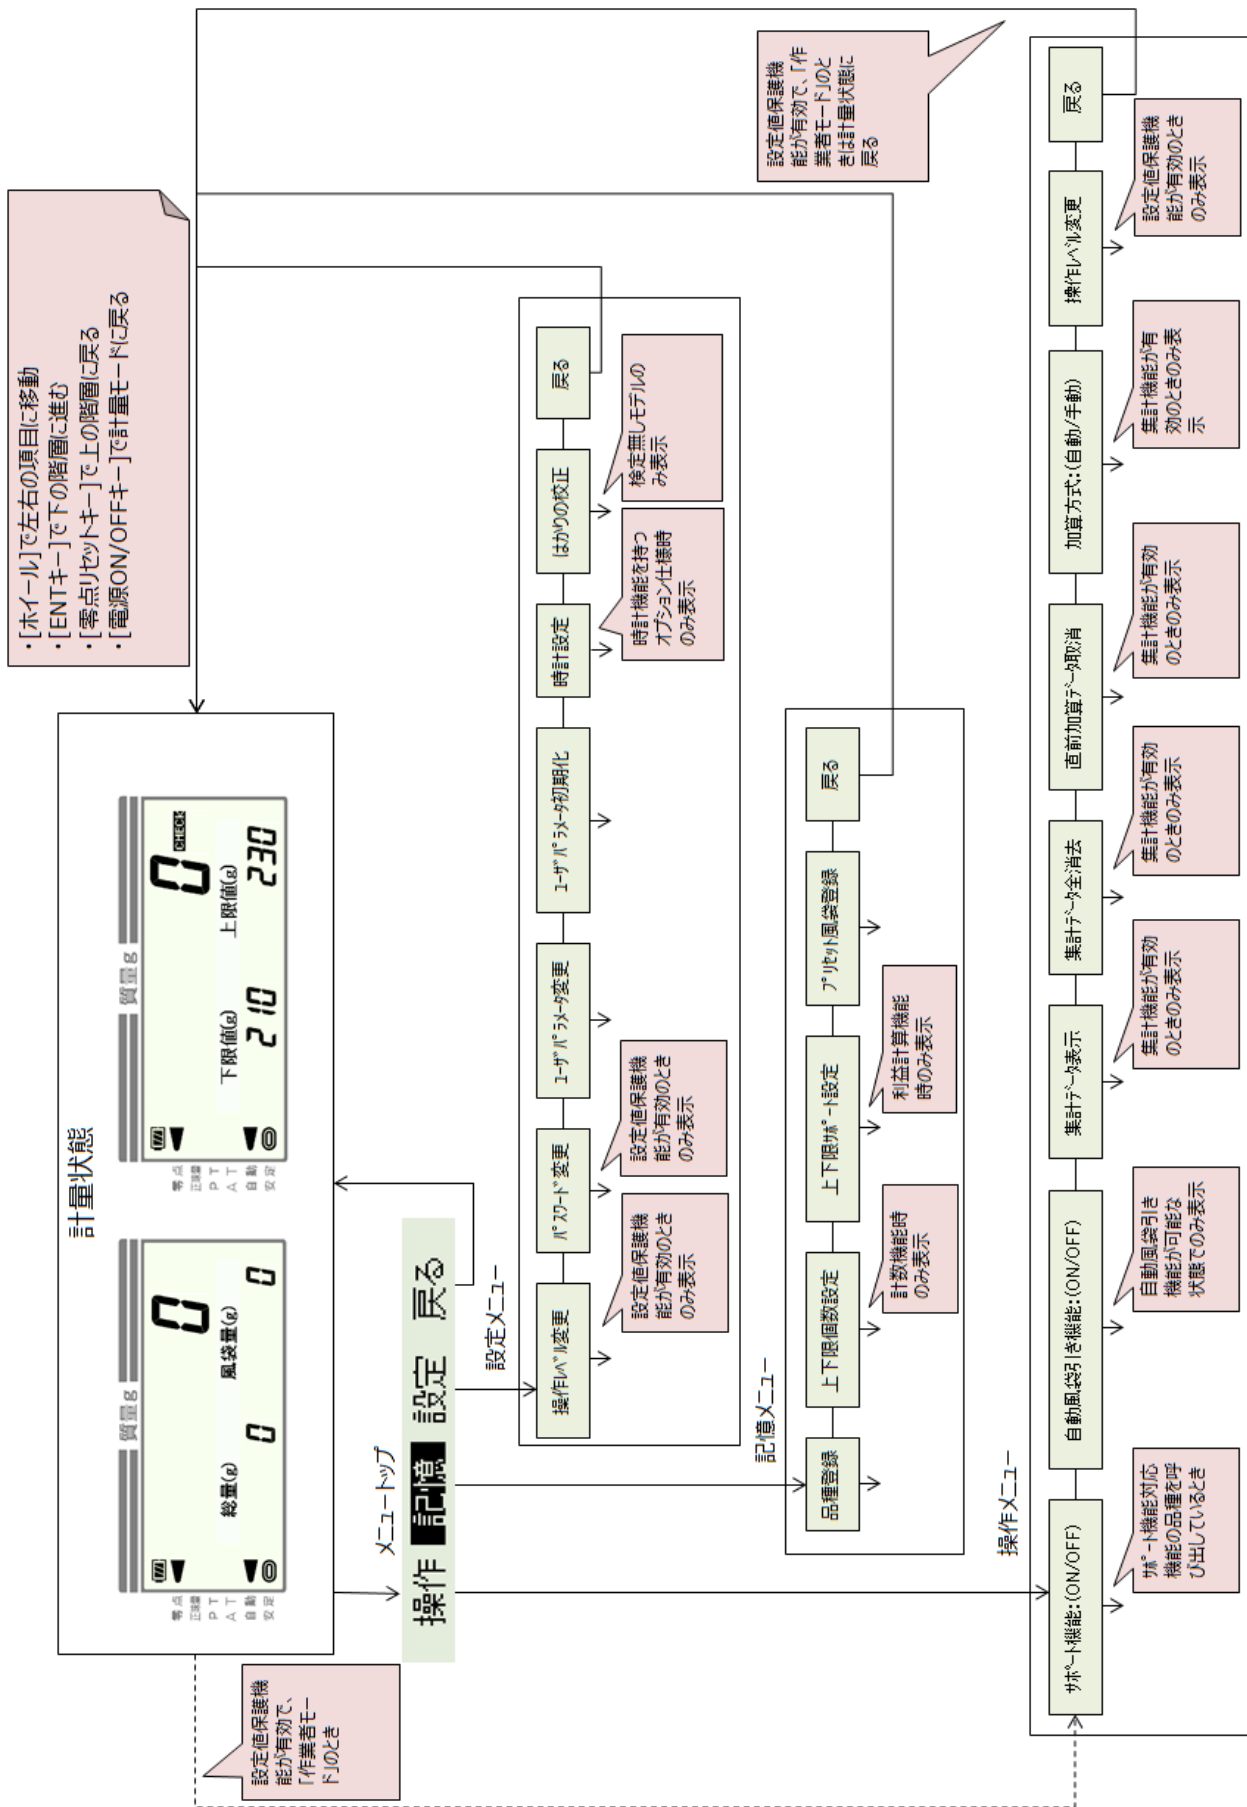 計量状態
質量g
0
総量(g)
風袋量(g)
0
0
零点
正味量
PT
AT
自動
安定
質量g
0
CHECK
下限値(g)
上限値(g)
210
230
零点
正味量
PT
AT
自動
安定
・[ホイール]で左右の項目に移動
・[ENTキー]で下の階層に進む
・[零点リセットキー]で上の階層に戻る
・[電源ON/OFFキー]で計量モードに戻る
設定値保護機
能が有効で、
「作業者モー
ド」のとき
メニュートップ
操作 記憶 設定 戻る
設定メニュー
操作レベル変更
パスワード変更
ユーザパラメータ変更
ユーザパラメータ初期化
時計設定
はかりの校正
戻る
設定値保護機
能が有効のとき
のみ表示
設定値保護機
能が有効のとき
のみ表示
時計機能を持つ
オプション仕様時
のみ表示
検定無しモデルの
み表示
記憶メニュー
品種登録
上下限個数設定
上下限サポート設定
プリセット風袋登録
戻る
計数機能時
のみ表示
利益計算機能
時のみ表示
設定値保護機
能が有効で、「作
業者モード」のと
きは計量状態に
戻る
操作メニュー
サポート機能:(ON/OFF)
自動風袋引き機能:(ON/OFF)
集計データ表示
集計データ全消去
直前加算データ取消
加算方式:(自動/手動)
操作レベル変更
戻る
サポート機能対応
機能の品種を呼
び出しているとき
自動風袋引き
機能が可能な
状態でのみ表示
集計機能が有効
のときのみ表示
集計機能が有効
のときのみ表示
集計機能が有効
のときのみ表示
集計機能が有
効のときのみ表
示
設定値保護機
能が有効のとき
のみ表示